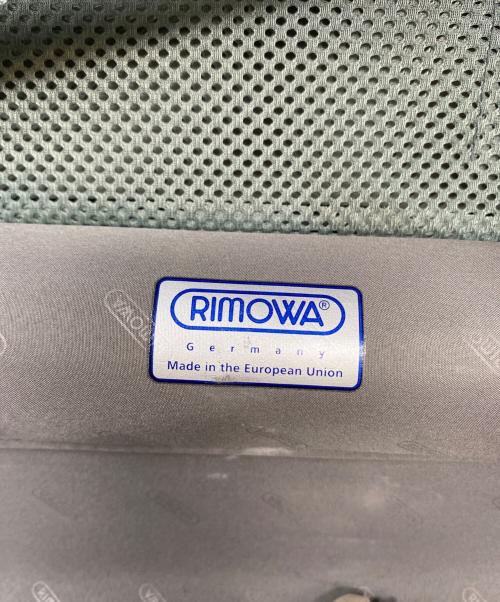 RIMOWA®
Germany
Made in the European Union